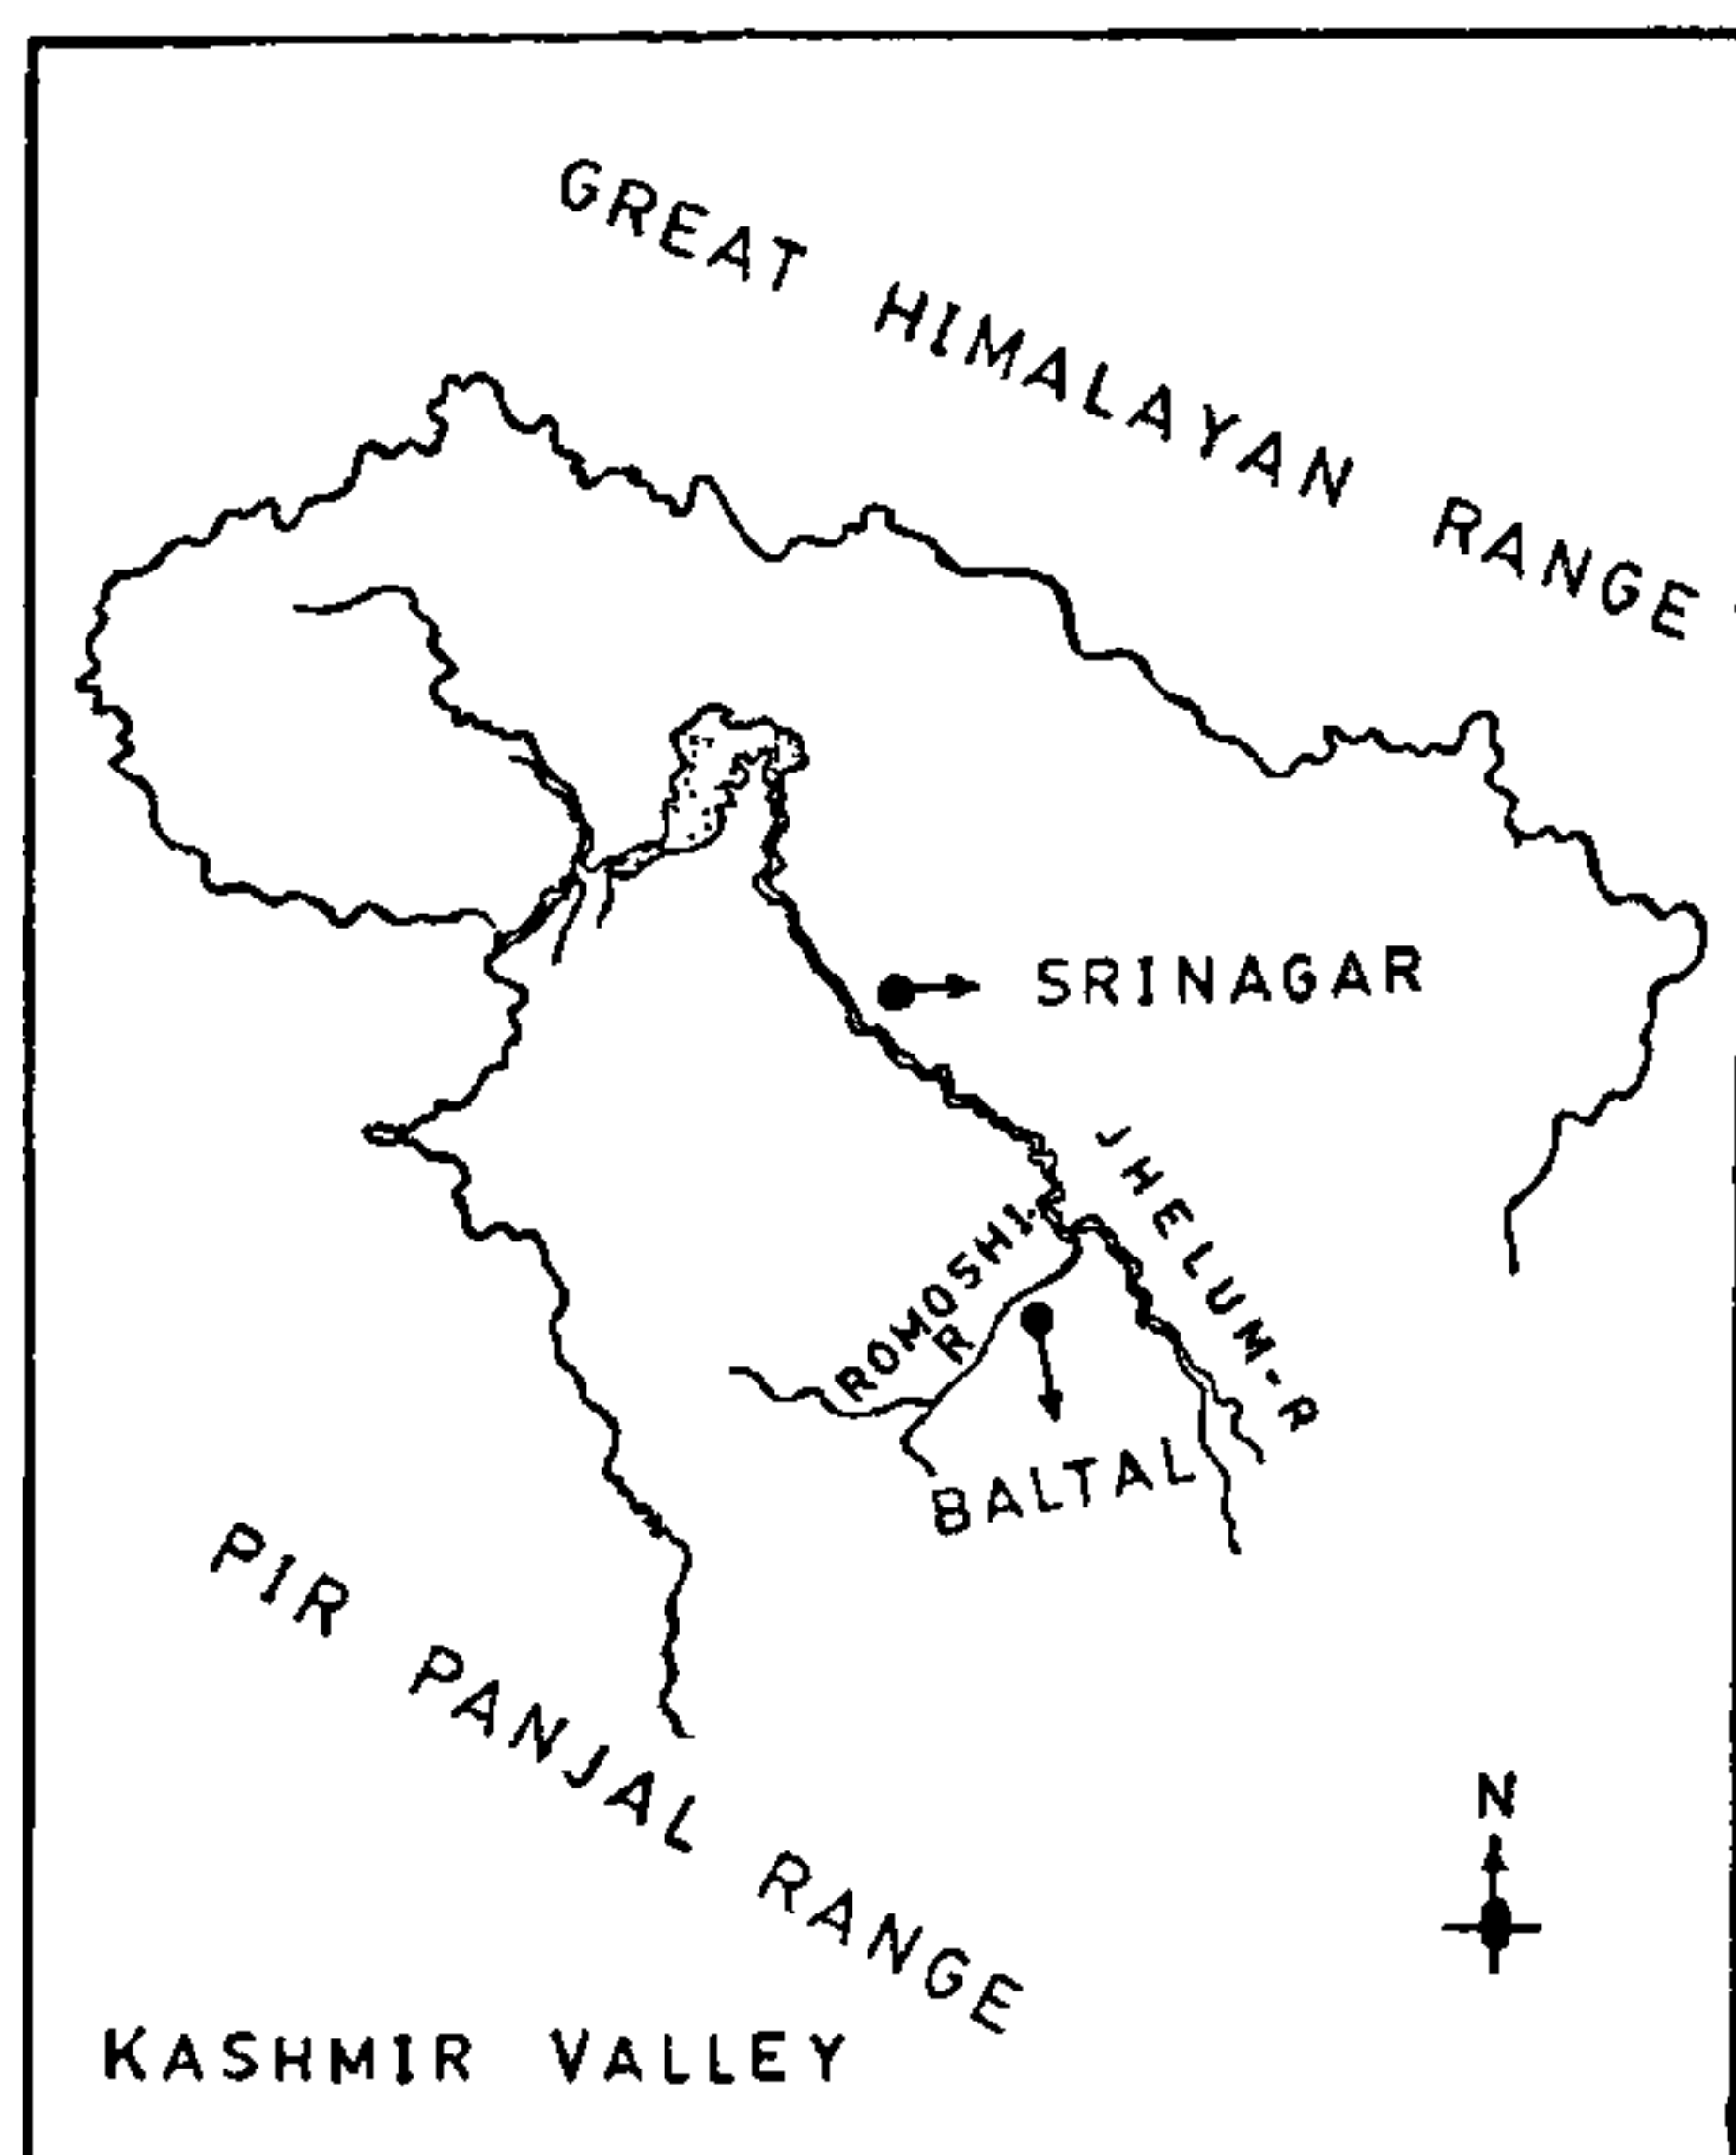 GREAT HIMALAYAN RANGE
SRINAGAR
JHELUM-R
ROMOSHI
R
BALTAL
PIR PANJAL RANGE
N
KASHMIR VALLEY